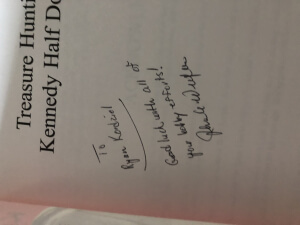 Treasure Hunti
Kennedy Half Do
To
Ryan
Good luck with all of
your hobby efforts!